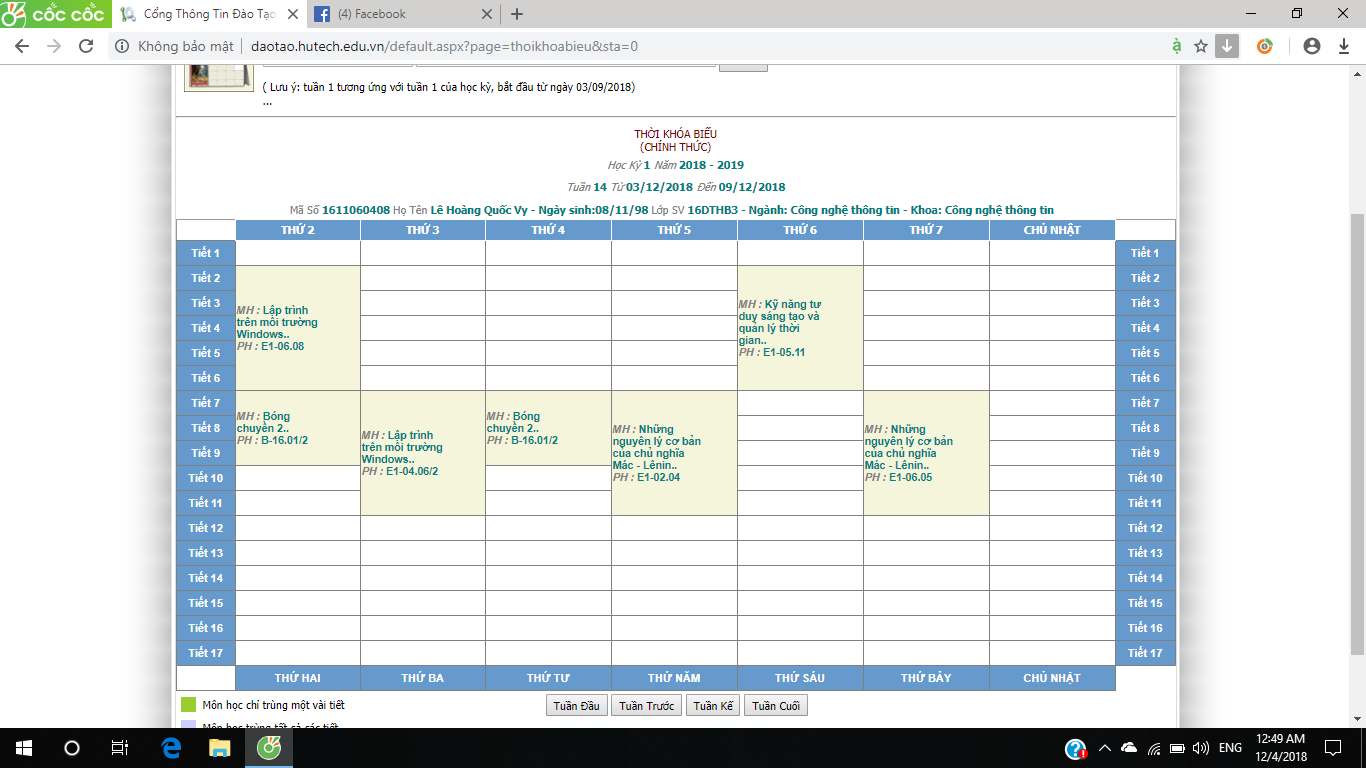 cốc cốc
Cổng Thông Tin Đào Tạo
(4) Facebook
Không bảo mật
daotao.hutech.edu.vn/default.aspx?page=thoikhoabieu&sta=0
( Lưu ý: tuần 1 tương ứng với tuần 1 của học kỳ, bắt đầu từ ngày 03/09/2018)
...
THỜI KHÓA BIỂU
(CHÍNH THỨC)
Học Kỳ 1 Năm 2018 - 2019
Tuần 14 Từ 03/12/2018 Đến 09/12/2018
Mã Số 1611060408 Họ Tên Lê Hoàng Quốc Vy - Ngày sinh:08/11/98 Lớp SV 16DTHB3 - Ngành: Công nghệ thông tin - Khoa: Công nghệ thông tin
THỨ 2 THỨ 3 THỨ 4 THỨ 5 THỨ 6 THỨ 7 CHỦ NHẬT
Tiết 1 Tiết 1
Tiết 2 Tiết 2
Tiết 3 Tiết 3
Tiết 4 Tiết 4
Tiết 5 Tiết 5
Tiết 6 Tiết 6
MH : Lập trình
trên môi trường
Windows..
PH : E1-06.08
MH : Kỹ năng tư
duy sáng tạo và
quản lý thời
gian..
PH : E1-05.11
Tiết 7 Tiết 7
Tiết 8 Tiết 8
Tiết 9 Tiết 9
Tiết 10 Tiết 10
Tiết 11 Tiết 11
MH : Bóng
chuyền 2..
PH : B-16.01/2
MH : Lập trình
trên môi trường
Windows..
PH : E1-04.06/2
MH : Bóng
chuyền 2..
PH : B-16.01/2
MH : Những
nguyên lý cơ bản
của chủ nghĩa
Mác - Lênin..
PH : E1-02.04
MH : Những
nguyên lý cơ bản
của chủ nghĩa
Mác - Lênin..
PH : E1-06.05
Tiết 12 Tiết 12
Tiết 13 Tiết 13
Tiết 14 Tiết 14
Tiết 15 Tiết 15
Tiết 16 Tiết 16
Tiết 17 Tiết 17
THỨ HAI THỨ BA THỨ TƯ THỨ NĂM THỨ SÁU THỨ BẢY CHỦ NHẬT
Môn học chỉ trùng một vài tiết
Tuần Đầu Tuần Trước Tuần Kế Tuần Cuối
Môn học trùng tất cả các tiết
ENG
12:49 AM
12/4/2018